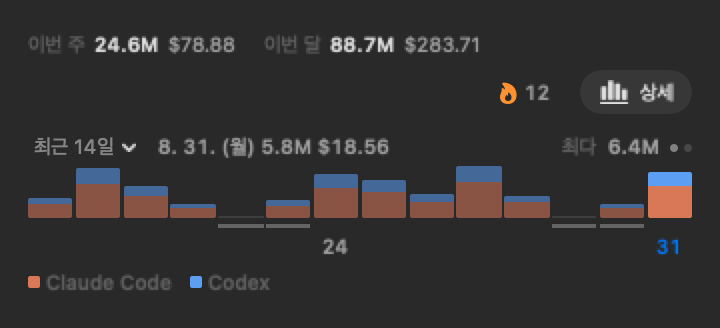 이번 주 24.6M $78.88 이번 달 88.7M $283.71
12 상세
최근 14일 8. 31. (월) 5.8M $18.56 최다 6.4M
24 31
Claude Code Codex